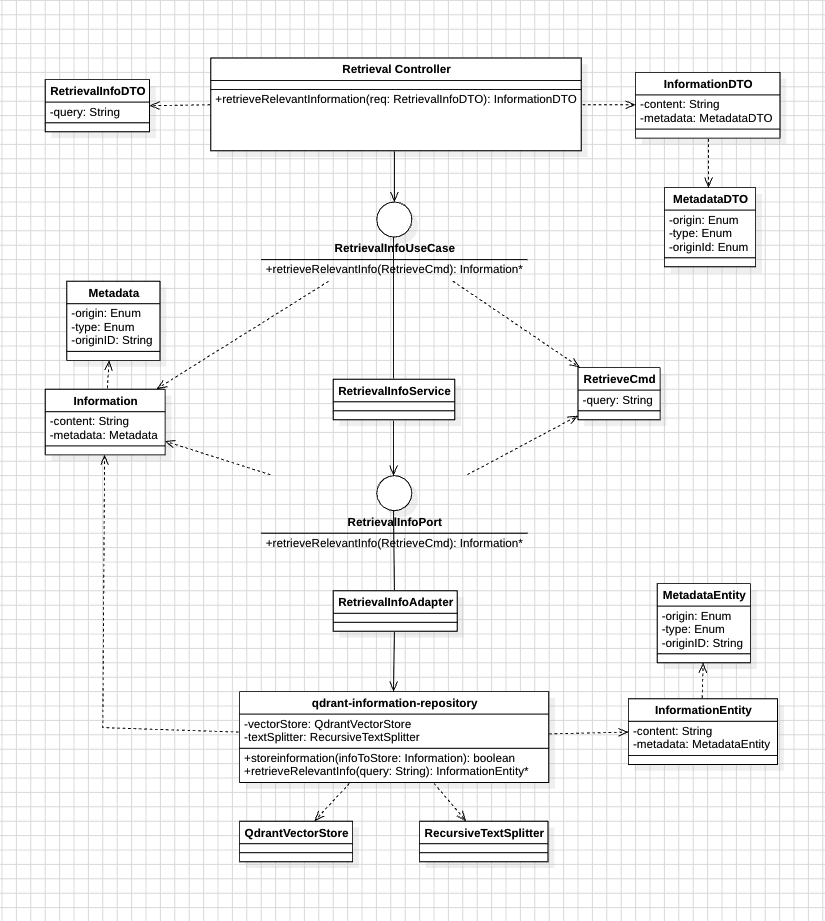 Retrieval Controller
+retrieveRelevantInformation(req: RetrievalInfoDTO): InformationDTO
RetrievalInfoDTO
-query: String
InformationDTO
-content: String
-metadata: MetadataDTO
MetadataDTO
-origin: Enum
-type: Enum
-originId: Enum
RetrievalInfoUseCase
+retrieveRelevantInfo(RetrieveCmd): Information*
Metadata
-origin: Enum
-type: Enum
-originID: String
Information
-content: String
-metadata: Metadata
RetrievalInfoService
RetrieveCmd
-query: String
RetrievalInfoPort
+retrieveRelevantInfo(RetrieveCmd): Information*
RetrievalInfoAdapter
MetadataEntity
-origin: Enum
-type: Enum
-originID: String
qdrant-information-repository
-vectorStore: QdrantVectorStore
-textSplitter: RecursiveTextSplitter
+storeinformation(infoToStore: Information): boolean
+retrieveRelevantInfo(query: String): InformationEntity*
InformationEntity
-content: String
-metadata: MetadataEntity
QdrantVectorStore
RecursiveTextSplitter